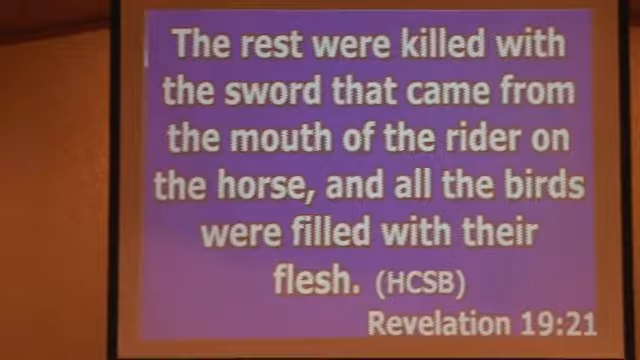 The rest were killed with
the sword that came from
the mouth of the rider on
the horse, and all the birds
were filled with their
flesh. (HCSB)
Revelation 19:21